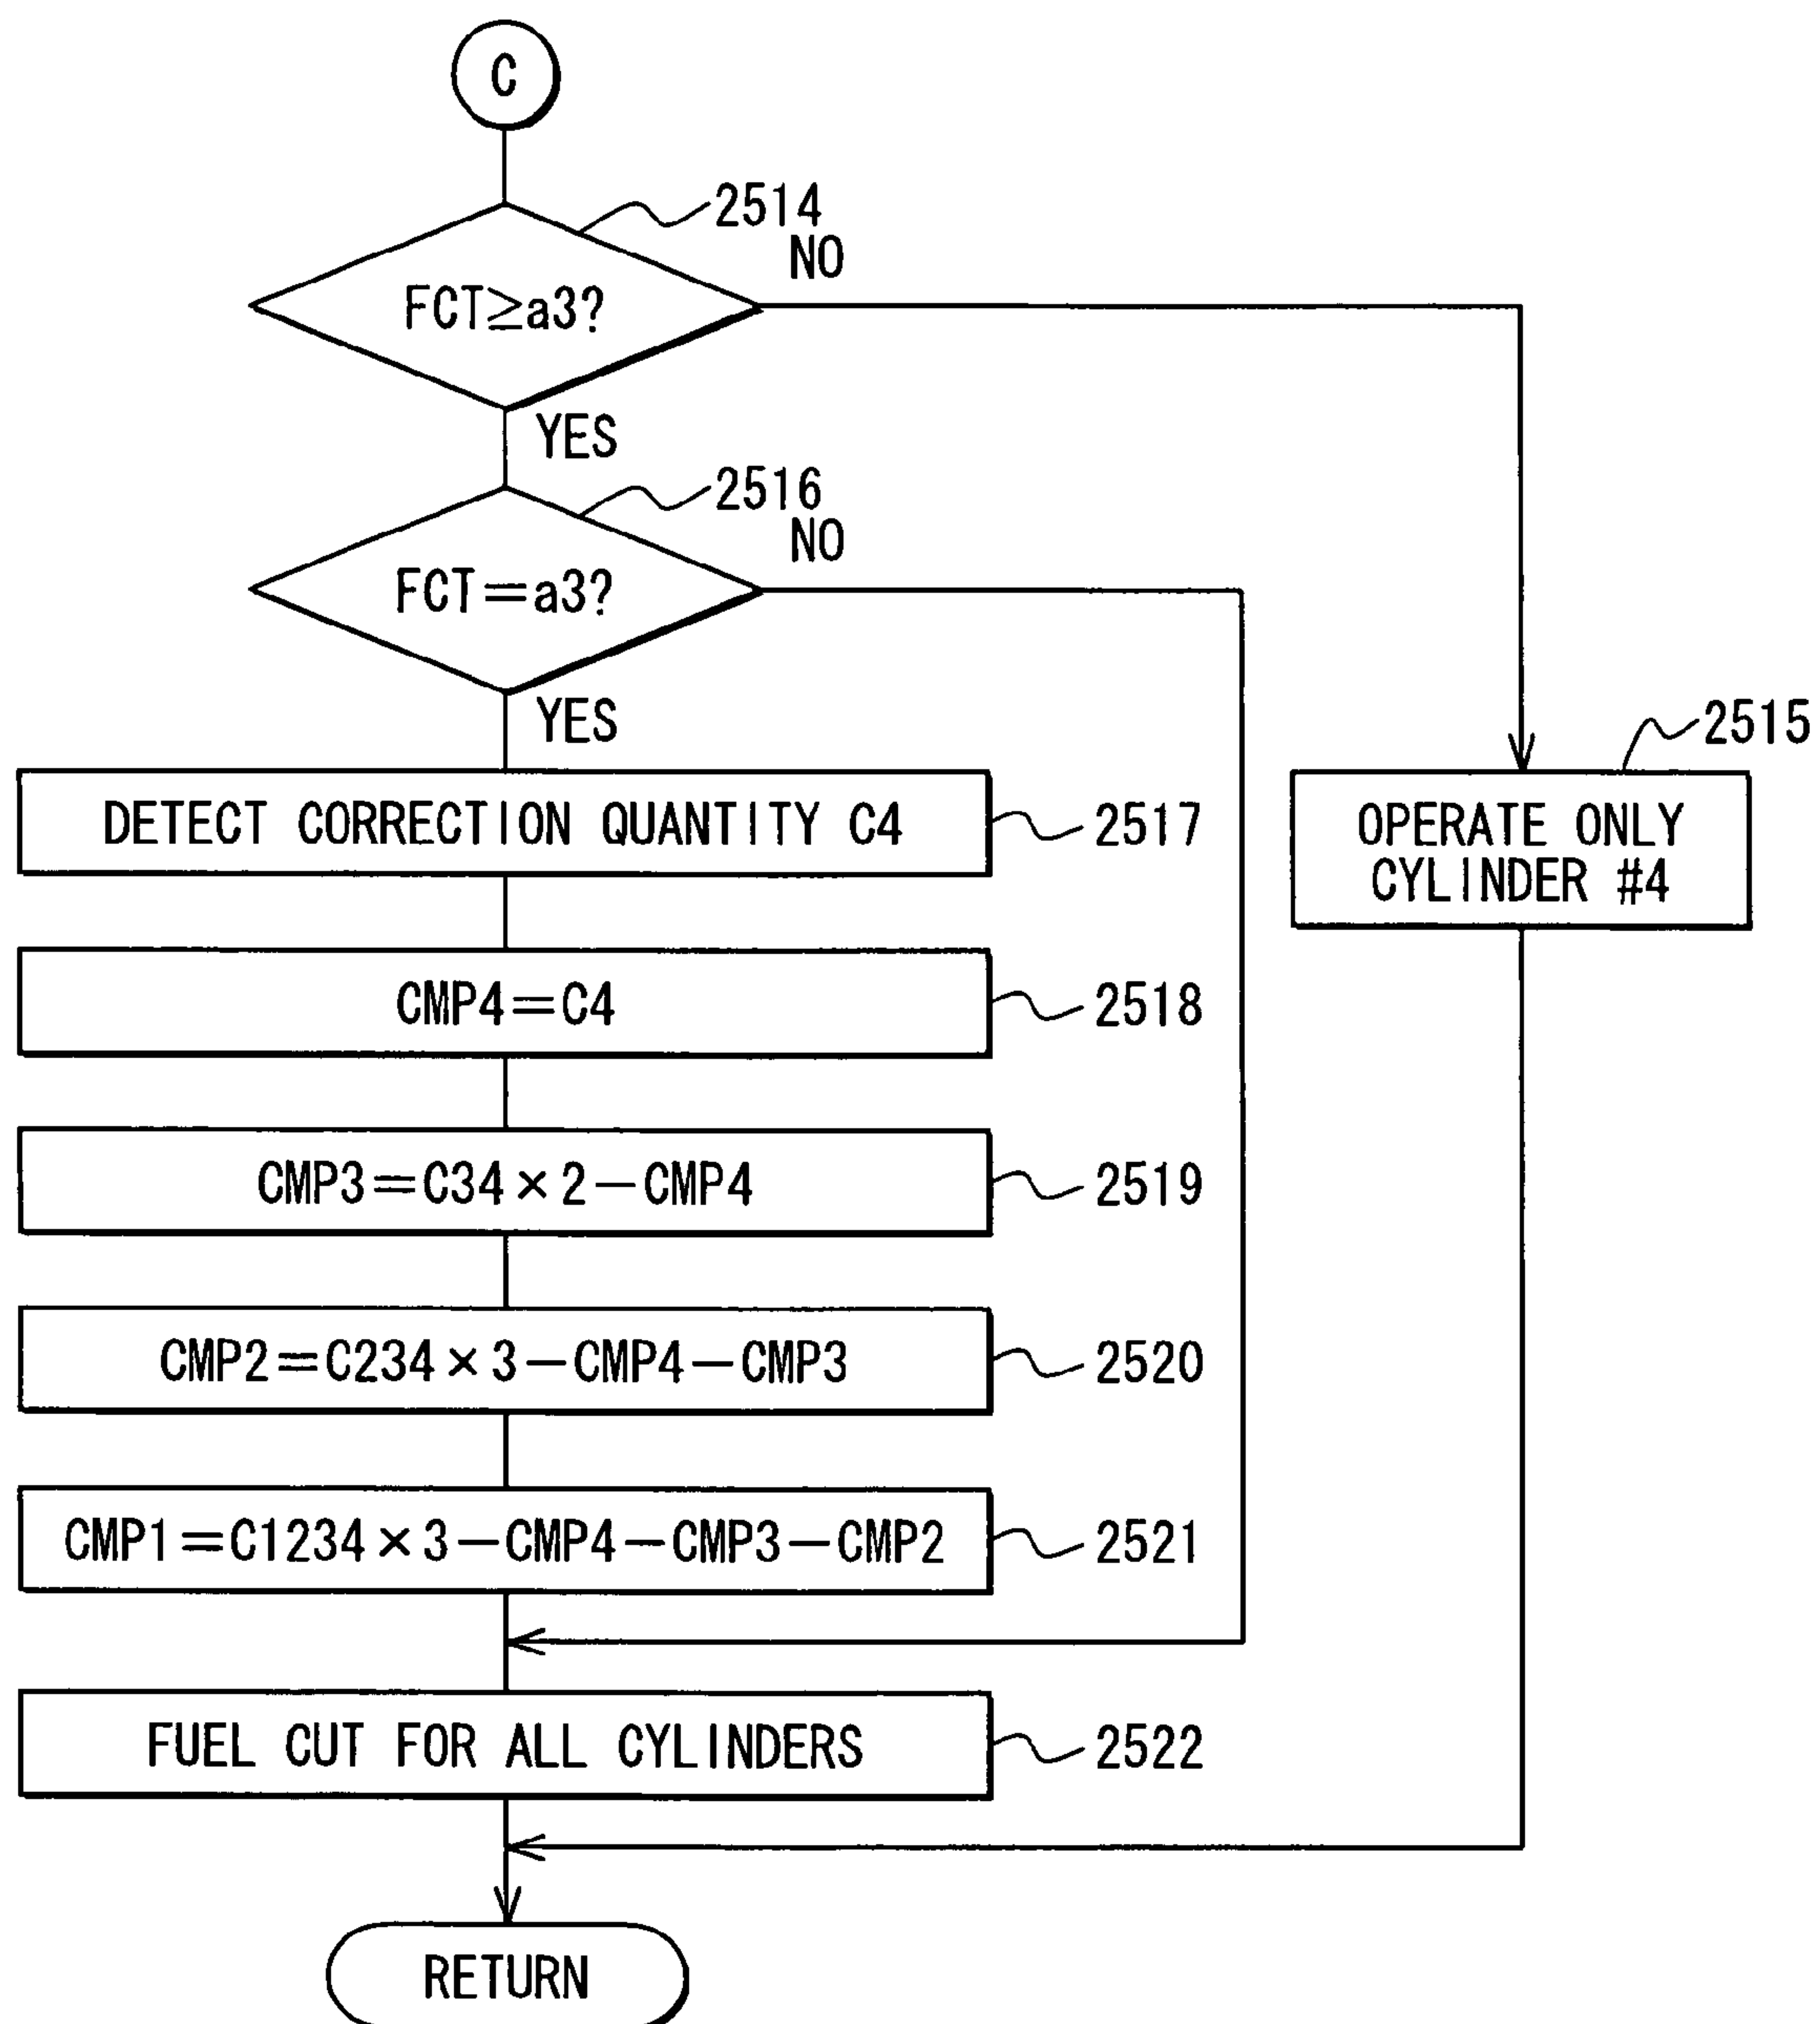 C
2514
NO
FCT≧a3?
YES
2516
NO
FCT=a3?
YES
2515
DETECT CORRECTION QUANTITY C4
2517
OPERATE ONLY
CYLINDER #4
CMP4=C4
2518
CMP3=C34×2−CMP4
2519
CMP2=C234×3−CMP4−CMP3
2520
CMP1=C1234×3−CMP4−CMP3−CMP2
2521
FUEL CUT FOR ALL CYLINDERS
2522
RETURN